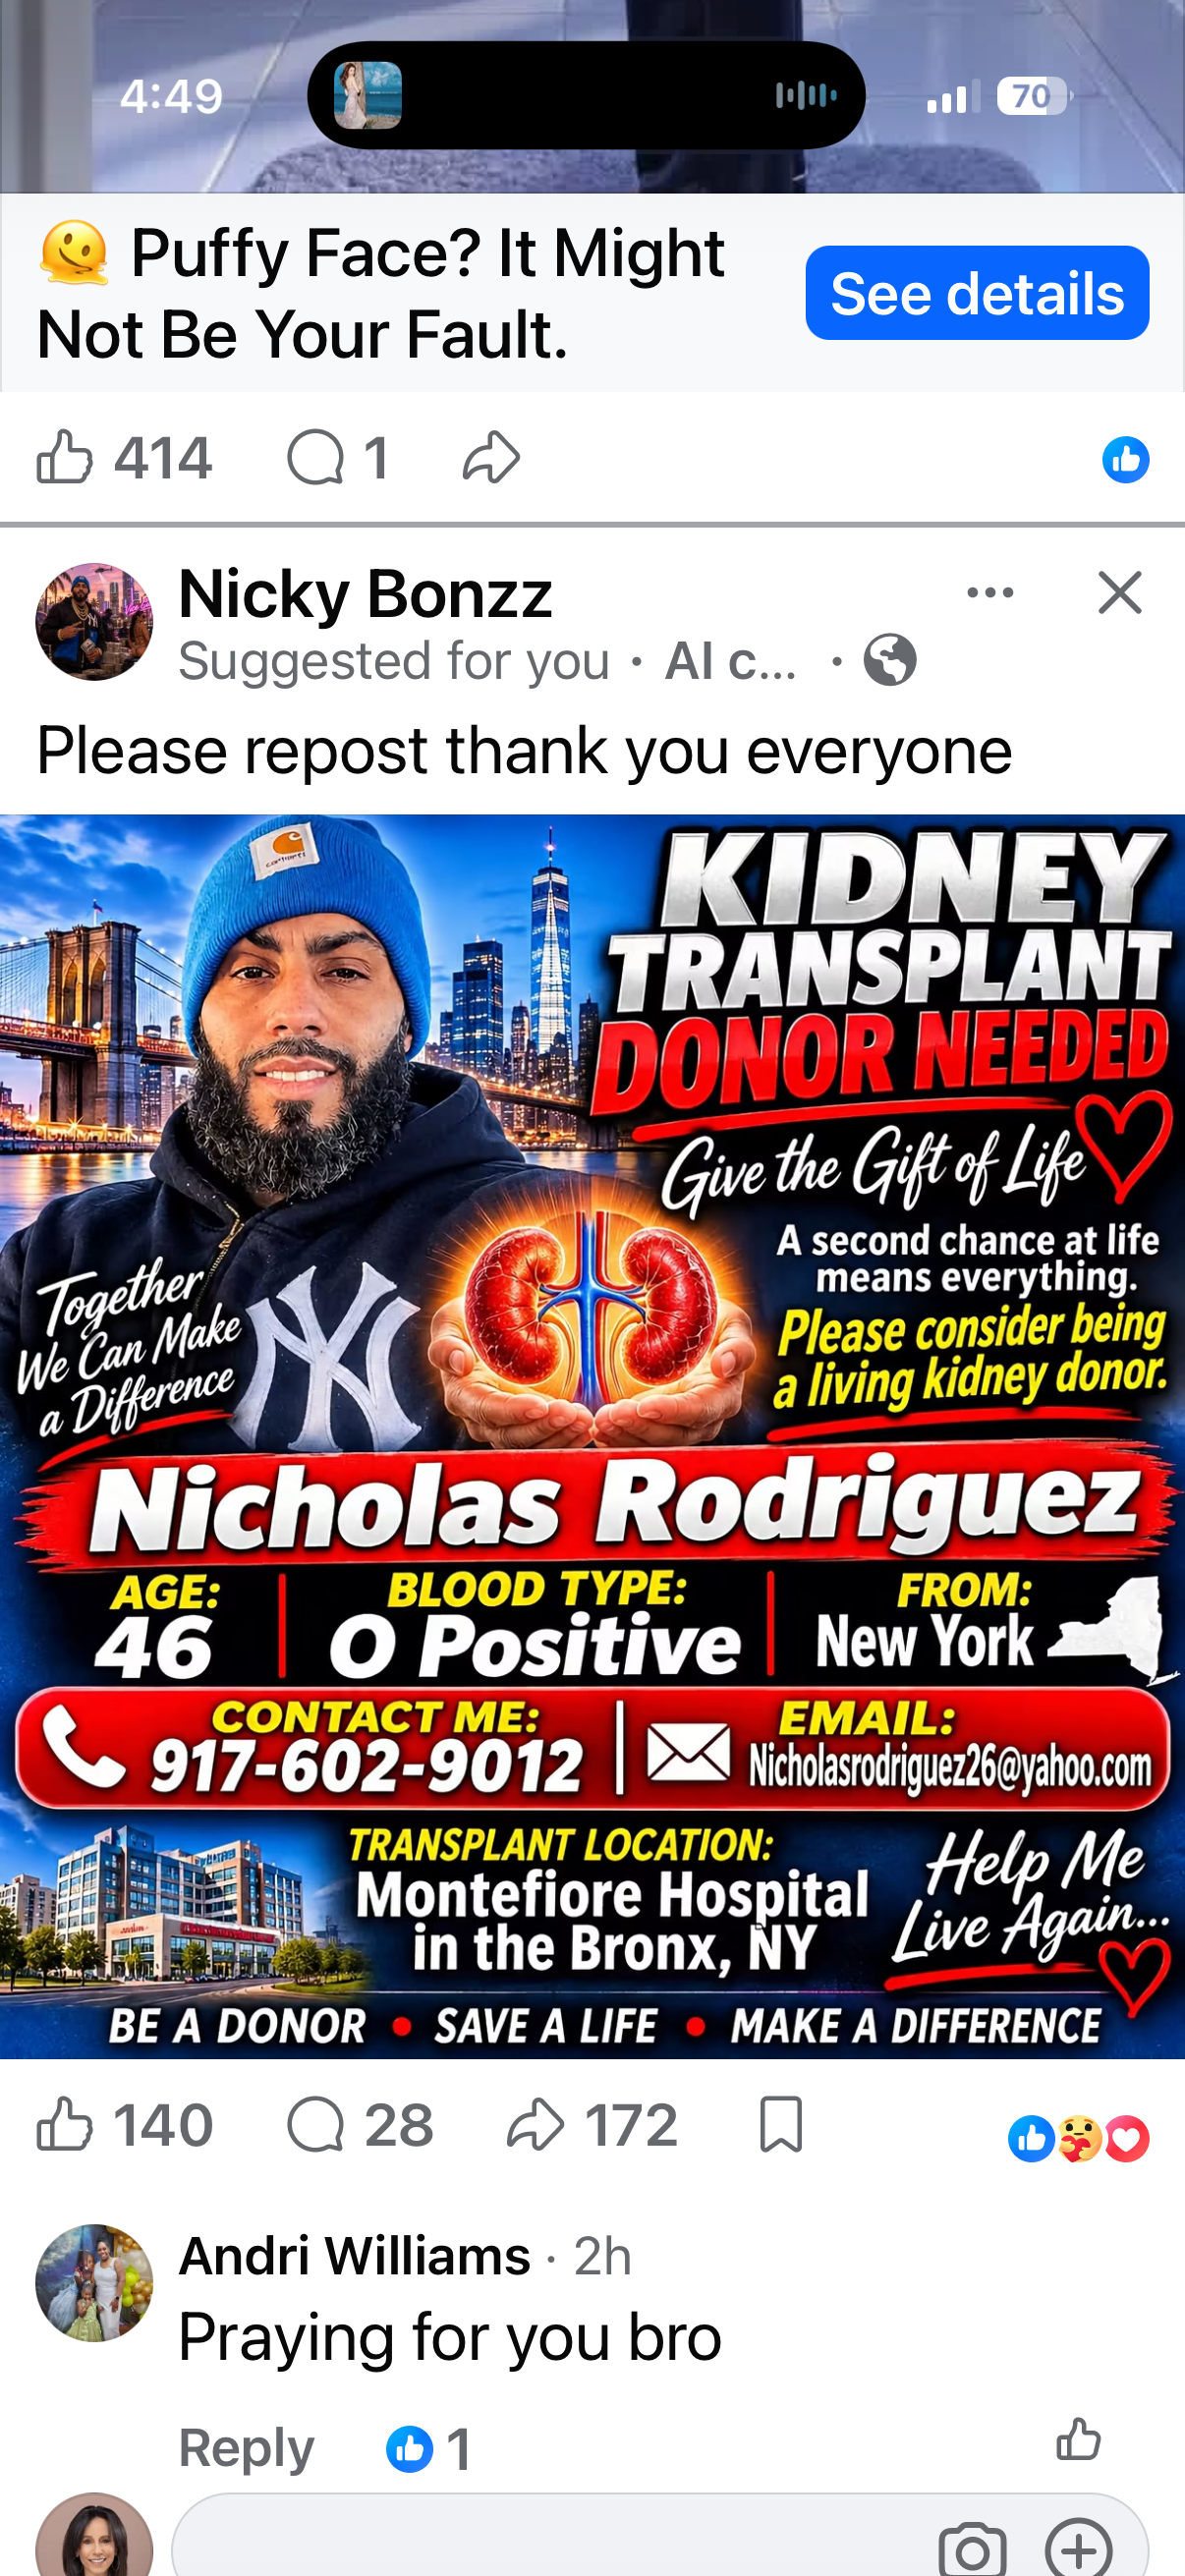 4:49
70
Puffy Face? It Might
Not Be Your Fault.
See details
414
1
Nicky Bonzz
Suggested for you · AI c... ·
Please repost thank you everyone
carhartt
KIDNEY
TRANSPLANT
DONOR NEEDED
Give the Gift of Life
A second chance at life
means everything.
Please consider being
a living kidney donor.
Together
We Can Make
a Difference
NY
Nicholas Rodriguez
AGE:
46
BLOOD TYPE:
O Positive
FROM:
New York
CONTACT ME:
917-602-9012
EMAIL:
Nicholasrodriguez26@yahoo.com
TRANSPLANT LOCATION:
Montefiore Hospital
in the Bronx, NY
Help Me
Live Again...
BE A DONOR • SAVE A LIFE • MAKE A DIFFERENCE
140
28
172
Andri Williams · 2h
Praying for you bro
Reply
1